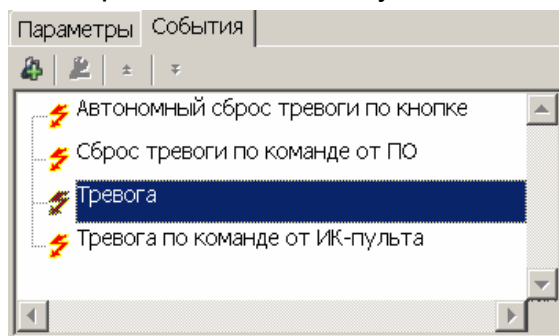 Параметры События
Автономный сброс тревоги по кнопке
Сброс тревоги по команде от ПО
Тревога
Тревога по команде от ИК-пульта